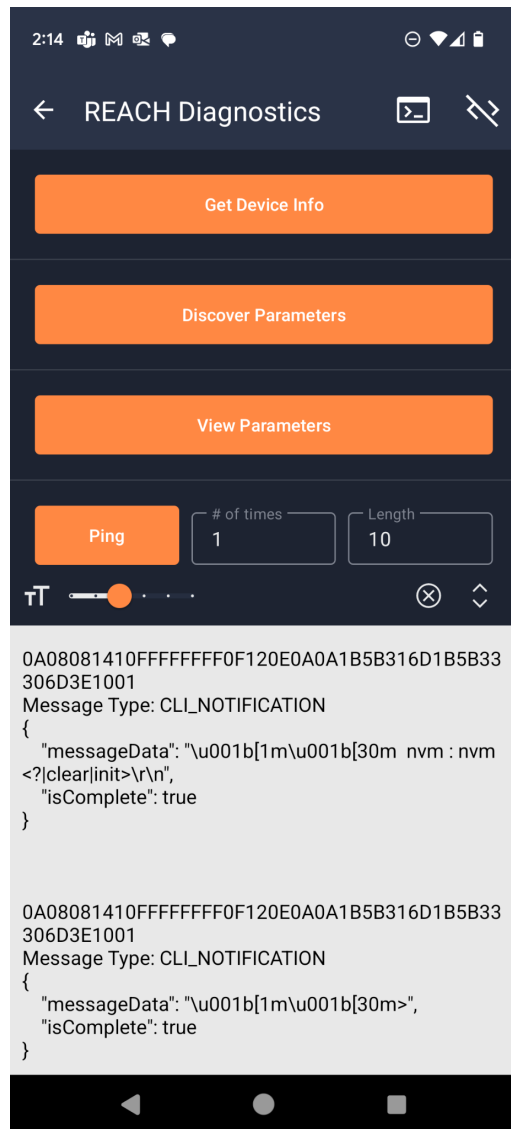 2:14
REACH Diagnostics
Get Device Info
Discover Parameters
View Parameters
Ping
# of times
1
Length
10
0A08081410FFFFFFFF0F120E0A0A1B5B316D1B5B33
306D3E1001
Message Type: CLI_NOTIFICATION
{
"messageData": "\u001b[1m\u001b[30m  nvm : nvm
<?|clear|init>\r\n",
"isComplete": true
}
0A08081410FFFFFFFF0F120E0A0A1B5B316D1B5B33
306D3E1001
Message Type: CLI_NOTIFICATION
{
"messageData": "\u001b[1m\u001b[30m>",
"isComplete": true
}